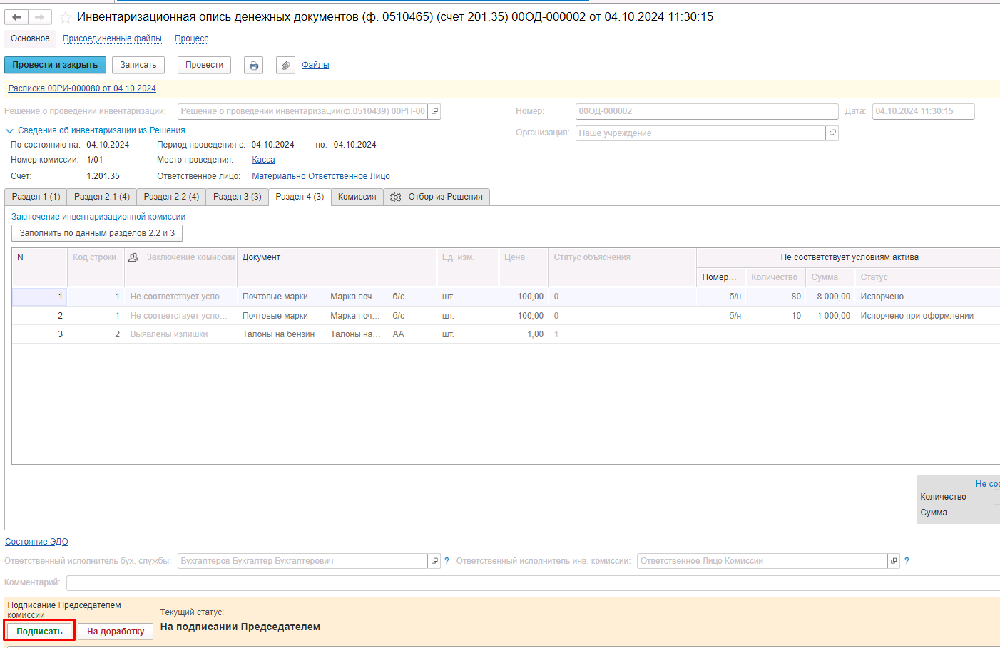 Инвентаризационная опись денежных документов (ф. 0510465) (счет 201.35) 00ОД-000002 от 04.10.2024 11:30:15
Основное Присоединенные файлы Процесс
Провести и закрыть Записать Провести Файлы
Расписка 00РИ-000080 от 04.10.2024
Решение о проведении инвентаризации: Решение о проведении инвентаризации(ф.0510439) 00РП-00 Номер: 00ОД-000002 Дата: 04.10.2024 11:30:15
Сведения об инвентаризации из Решения Организация: Наше учреждение
По состоянию на: 04.10.2024 Период проведения с: 04.10.2024 по: 04.10.2024
Номер комиссии: 1/01 Место проведения: Касса
Счет: 1.201.35 Ответственное лицо: Материально Ответственное Лицо
Раздел 1 (1) Раздел 2.1 (4) Раздел 2.2 (4) Раздел 3 (3) Раздел 4 (3) Комиссия Отбор из Решения
Заключение инвентаризационной комиссии
Заполнить по данным разделов 2.2 и 3
N Код строки Заключение комиссии Документ Ед. изм. Цена Статус объяснения Не соответствует условиям актива
Номер... Количество Сумма Статус
1 1 Не соответствует усло... Почтовые марки Марка поч... б/с шт. 100,00 0 б/н 80 8 000,00 Испорчено
2 1 Не соответствует усло... Почтовые марки Марка поч... б/с шт. 100,00 0 б/н 10 1 000,00 Испорчено при оформлении
3 2 Выявлены излишки Талоны на бензин Талоны на... АА шт. 1,00 1
Не соо
Количество
Сумма
Состояние ЭДО
Ответственный исполнитель бух. службы: Бухгалтеров Бухгалтер Бухгалтерович ? Ответственный исполнитель инв. комиссии: Ответственное Лицо Комиссии ?
Комментарий:
Подписание Председателем
комиссии
Текущий статус:
Подписать На доработку На подписании Председателем